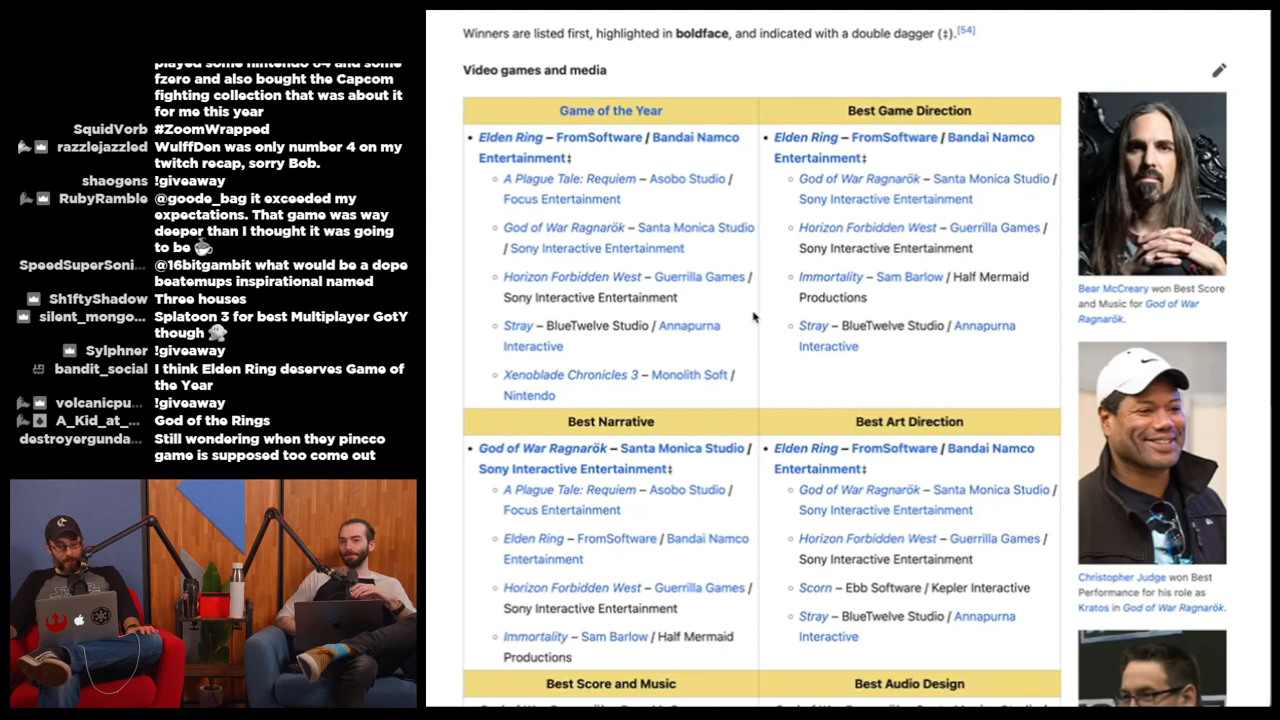 played some nintendo 64 and some
fzero and also bought the Capcom
fighting collection that was about it
for me this year
SquidVorb #ZoomWrapped
razzlejazzled WulffDen was only number 4 on my
twitch recap, sorry Bob.
shaogens !giveaway
RubyRamble @goode_bag it exceeded my
expectations. That game was way
deeper than I thought it was going
to be
SpeedSuperSoni... @16bitgambit what would be a dope
beatemups inspirational named
Sh1ftyShadow Three houses
silent_mongo... Splatoon 3 for best Multiplayer GotY
though
Sylphner !giveaway
bandit_social I think Elden Ring deserves Game of
the Year
volcanicpu... !giveaway
A_Kid_at_... God of the Rings
destroyergunda... Still wondering when they pincco
game is supposed too come out
Winners are listed first, highlighted in boldface, and indicated with a double dagger (‡).[54]
Video games and media
Game of the Year
• Elden Ring – FromSoftware / Bandai Namco
Entertainment‡
◦ A Plague Tale: Requiem – Asobo Studio /
Focus Entertainment
◦ God of War Ragnarök – Santa Monica Studio
/ Sony Interactive Entertainment
◦ Horizon Forbidden West – Guerrilla Games /
Sony Interactive Entertainment
◦ Stray – BlueTwelve Studio / Annapurna
Interactive
◦ Xenoblade Chronicles 3 – Monolith Soft /
Nintendo
Best Game Direction
• Elden Ring – FromSoftware / Bandai Namco
Entertainment‡
◦ God of War Ragnarök – Santa Monica Studio /
Sony Interactive Entertainment
◦ Horizon Forbidden West – Guerrilla Games /
Sony Interactive Entertainment
◦ Immortality – Sam Barlow / Half Mermaid
Productions
◦ Stray – BlueTwelve Studio / Annapurna
Interactive
Best Narrative
• God of War Ragnarök – Santa Monica Studio /
Sony Interactive Entertainment‡
◦ A Plague Tale: Requiem – Asobo Studio /
Focus Entertainment
◦ Elden Ring – FromSoftware / Bandai Namco
Entertainment
◦ Horizon Forbidden West – Guerrilla Games /
Sony Interactive Entertainment
◦ Immortality – Sam Barlow / Half Mermaid
Productions
Best Art Direction
• Elden Ring – FromSoftware / Bandai Namco
Entertainment‡
◦ God of War Ragnarök – Santa Monica Studio /
Sony Interactive Entertainment
◦ Horizon Forbidden West – Guerrilla Games /
Sony Interactive Entertainment
◦ Scorn – Ebb Software / Kepler Interactive
◦ Stray – BlueTwelve Studio / Annapurna
Interactive
Best Score and Music
Best Audio Design
Bear McCreary won Best Score
and Music for God of War
Ragnarök.
Christopher Judge won Best
Performance for his role as
Kratos in God of War Ragnarök.